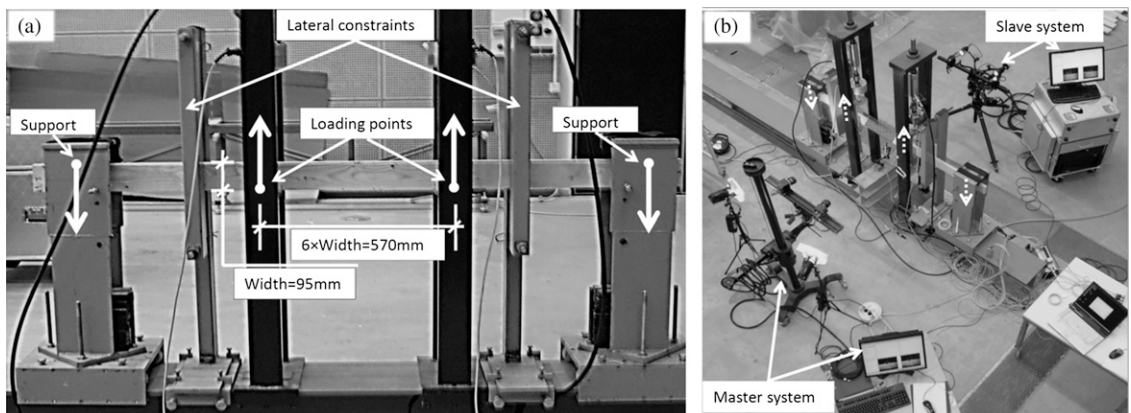 (a)
Lateral constraints
Support
Loading points
Support
6×Width=570mm
Width=95mm
(b)
Slave system
Master system